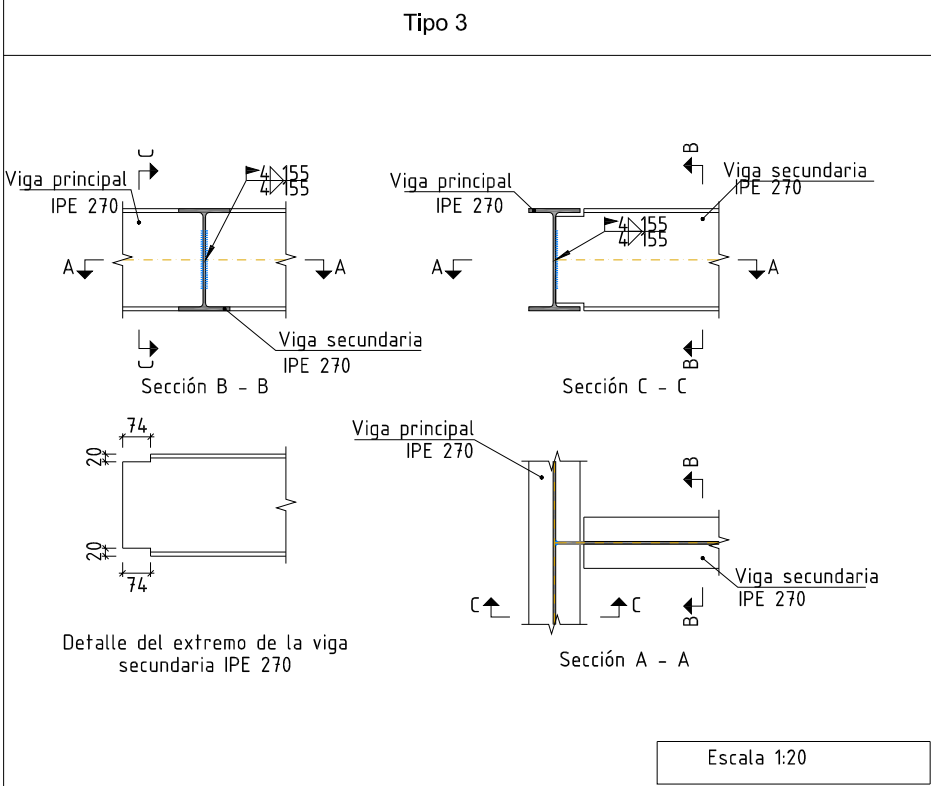 Tipo 3
C
B
Viga principal
IPE 270
4 155
4 155
Viga principal
IPE 270
Viga secundaria
IPE 270
4 155
4 155
A
A
A
A
Viga secundaria
IPE 270
C
B
Sección B - B
Sección C - C
74
20
20
74
Detalle del extremo de la viga
secundaria IPE 270
Viga principal
IPE 270
B
Viga secundaria
IPE 270
C
C
B
Sección A - A
Escala 1:20